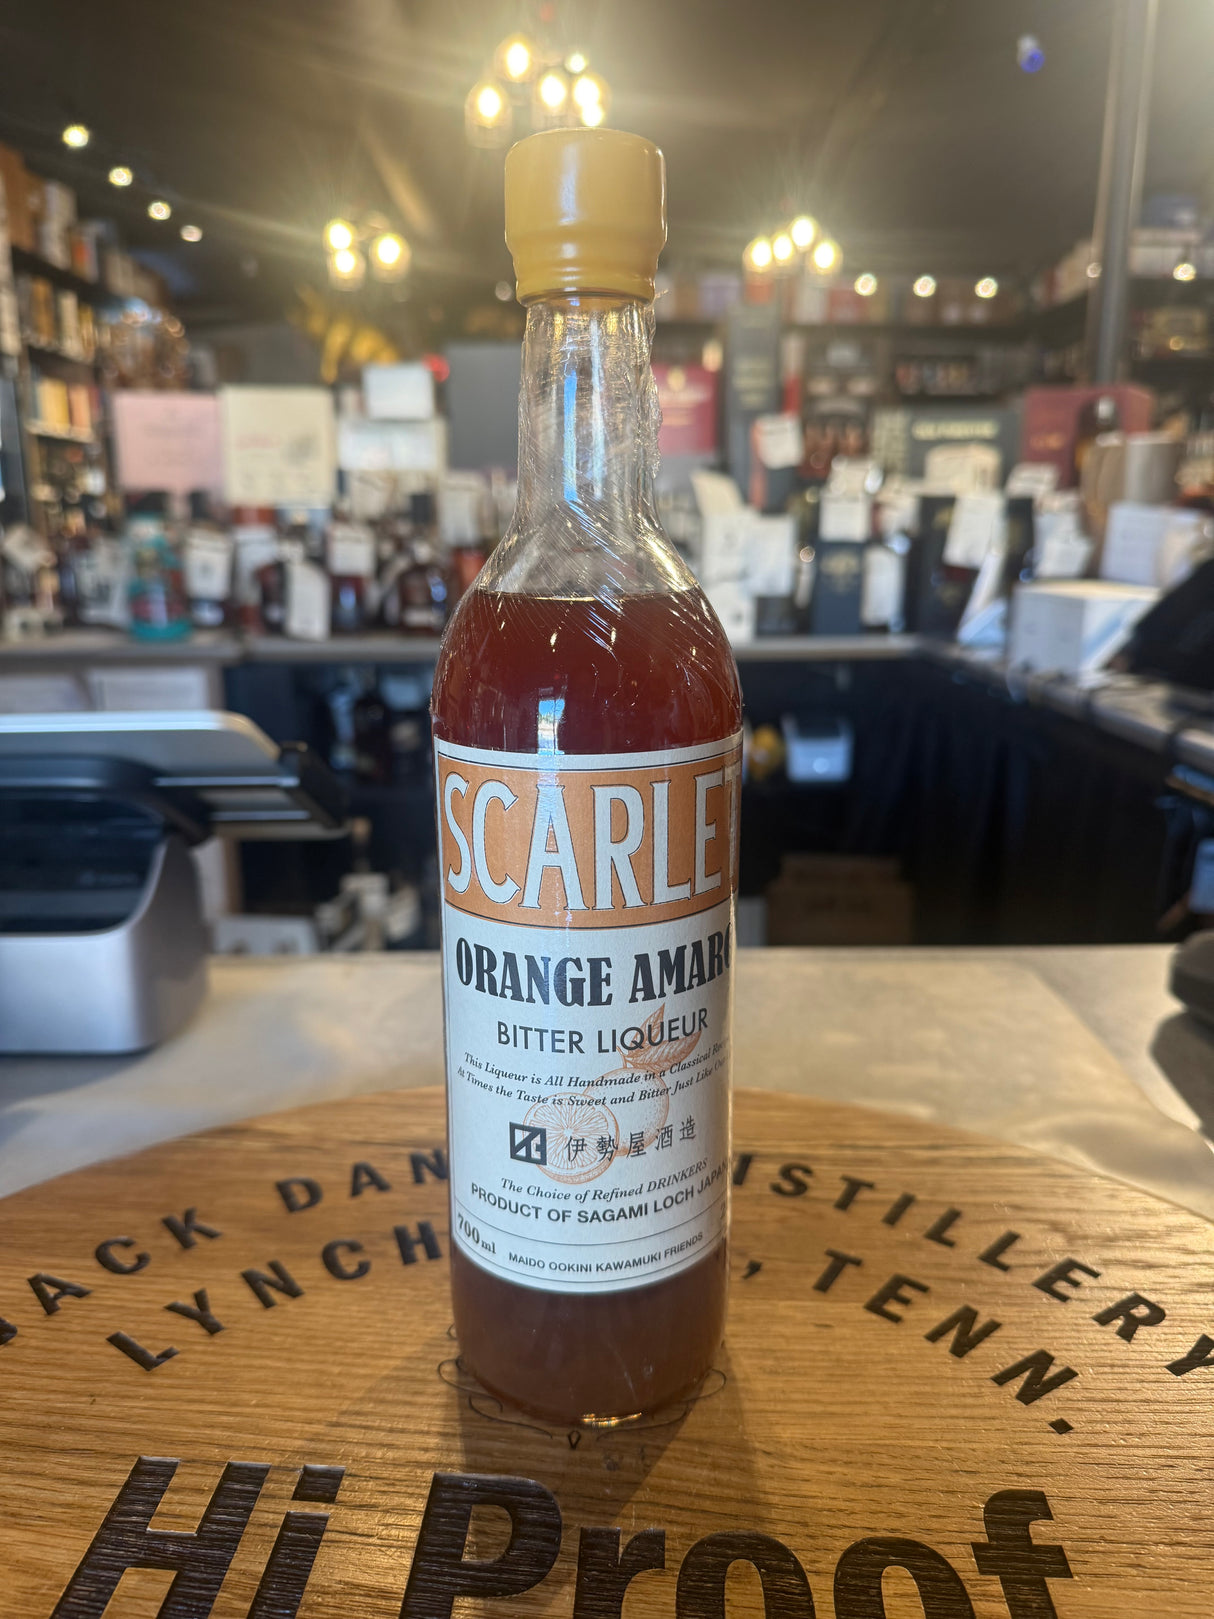 SCARLET
ORANGE AMARO
BITTER LIQUEUR
This Liqueur is All Handmade in a Classical
At Times the Taste is Sweet and Bitter Just Like
伊勢屋酒造
The Choice of Refined DRINKERS
PRODUCT OF SAGAMI LOCH JAPAN
700ml
MAIDO OOKINI KAWAMUKI FRIENDS
JACK DAN ISTILLERY
LYNCH , TENN.
Hi Proof